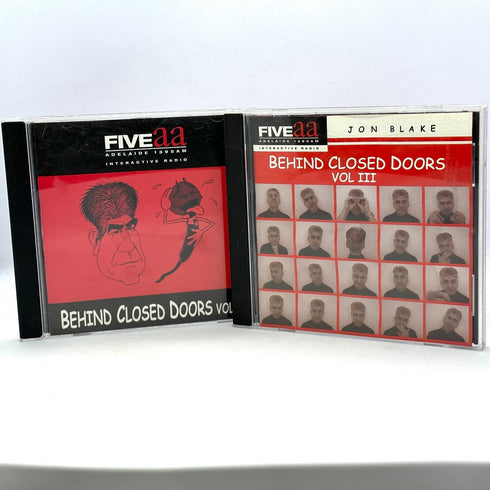 FIVEaa
ADELAIDE 1395AM
INTERACTIVE RADIO
BEHIND CLOSED DOORS VOL
FIVEaa
ADELAIDE 1395AM
INTERACTIVE RADIO
JON BLAKE
BEHIND CLOSED DOORS
VOL III